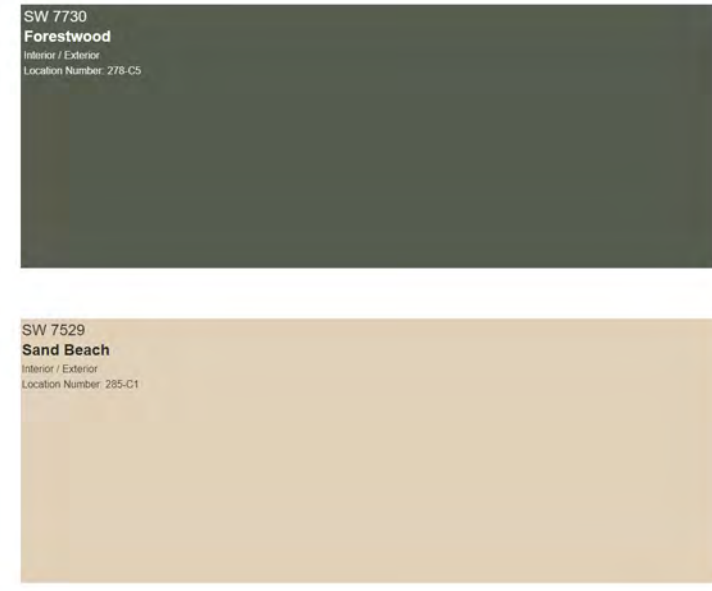 SW 7730
Forestwood
Interior / Exterior
Location Number: 278-C5
SW 7529
Sand Beach
Interior / Exterior
Location Number: 285-C1